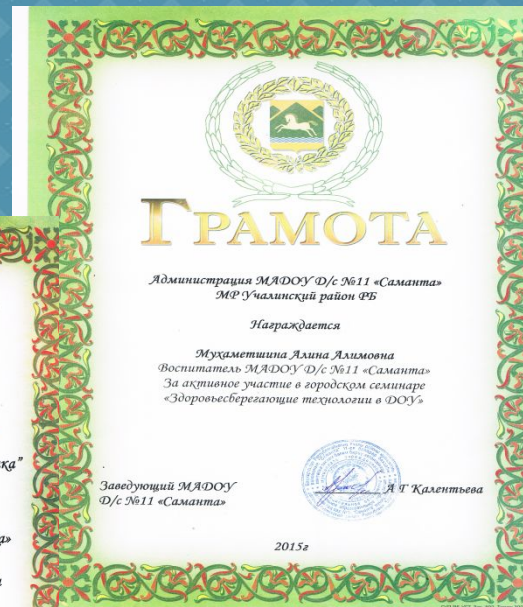 ГРАМОТА
Администрация МАДОУ Д/с №11 «Саманта»
МР Учалинский район РБ
Награждается
Мухаметшина Алина Алимовна
Воспитатель МАДОУ Д/с №11 «Саманта»
За активное участие в городском семинаре
«Здоровьесберегающие технологии в ДОУ»
Заведующий МАДОУ
Д/с №11 «Саманта»
А Г Калентьева
2015г